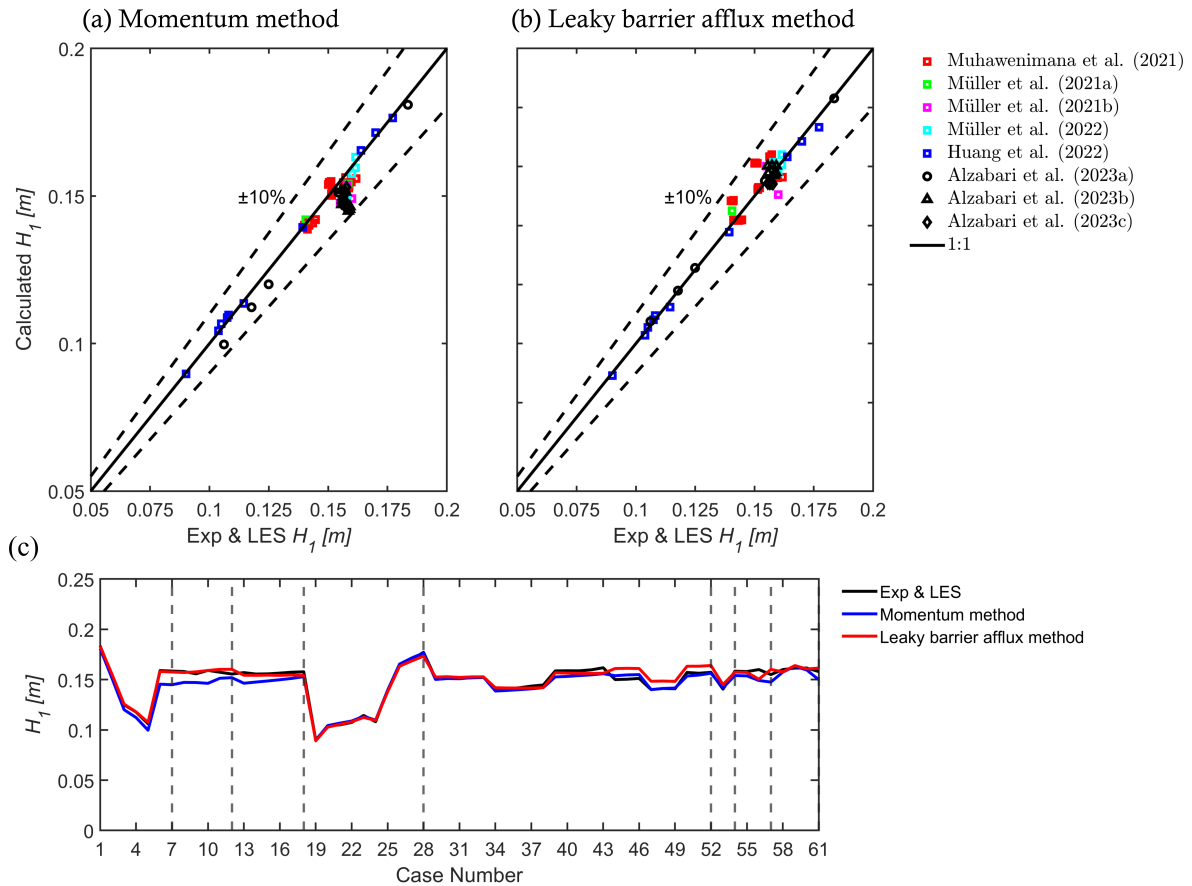 (a) Momentum method
(b) Leaky barrier afflux method
0.2
0.15
0.1
0.05
Calculated H1 [m]
±10%
±10%
0.05 0.075 0.1 0.125 0.15 0.175 0.2
0.05 0.075 0.1 0.125 0.15 0.175 0.2
Exp & LES H1 [m]
Exp & LES H1 [m]
Muhawenimana et al. (2021)
Müller et al. (2021a)
Müller et al. (2021b)
Müller et al. (2022)
Huang et al. (2022)
Alzabari et al. (2023a)
Alzabari et al. (2023b)
Alzabari et al. (2023c)
1:1
(c)
0.25
0.2
0.15
0.1
0.05
0
H1 [m]
1 4 7 10 13 16 19 22 25 28 31 34 37 40 43 46 49 52 55 58 61
Case Number
Exp & LES
Momentum method
Leaky barrier afflux method